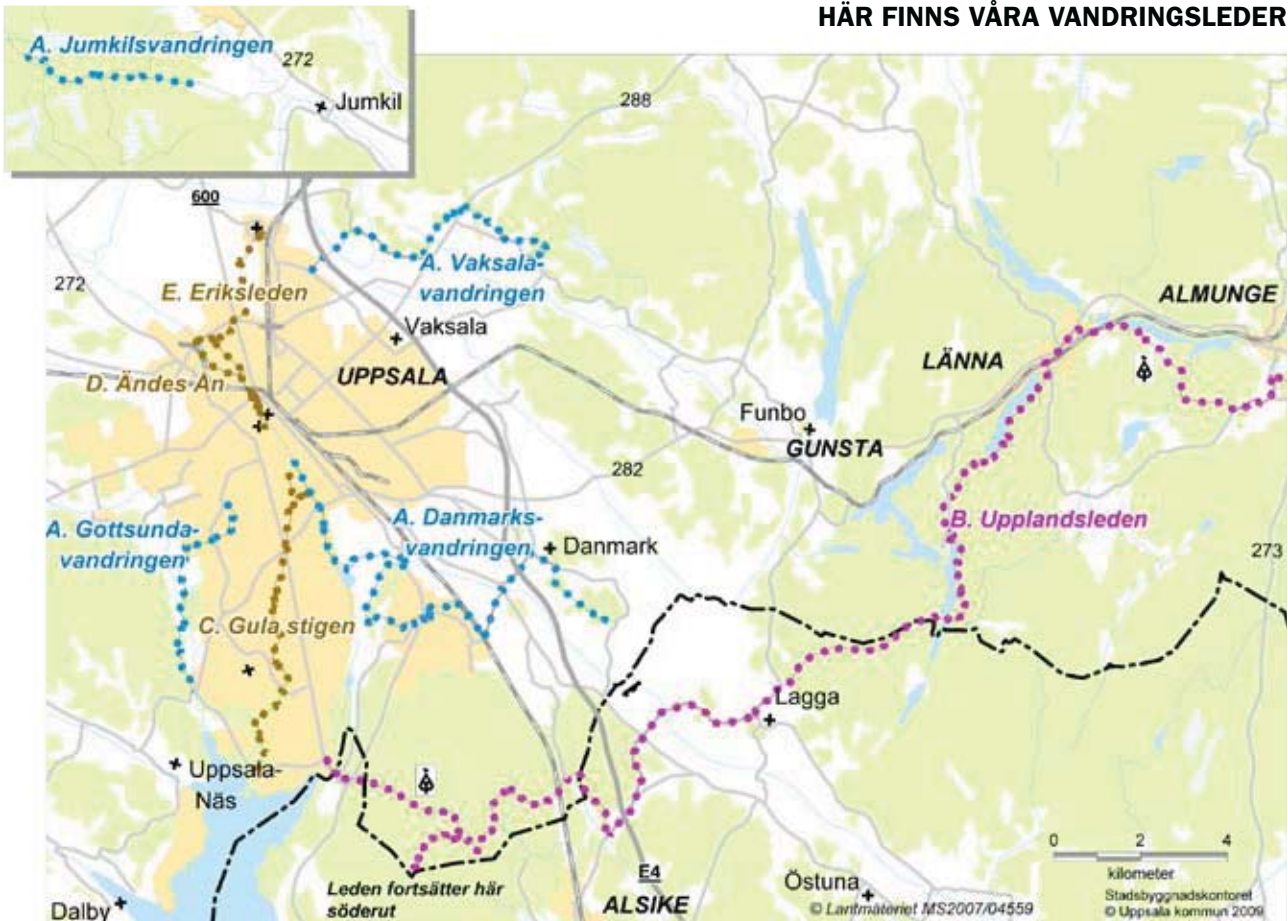 HÄR FINNS VÅRA VANDRINGSLEDER
A. Jumkilsvandringen
272
Jumkil
288
600
272
A. Vaksala-
vandringen
E. Eriksleden
Vaksala
ALMUNGE
UPPSALA
LÄNNA
D. Ändes Än
Funbo
GUNSTA
282
A. Gottsunda-
vandringen
A. Danmarks-
vandringen
Danmark
B. Upplandsleden
273
C. Gula stigen
Lagga
Uppsala-
Näs
0 2 4
kilometer
E4
Östuna
Leden fortsätter här
söderut
ALSIKE
Dalby
© Lantmäteriet MS2007/04559
Stadsbyggnadskontoret
© Uppsala kommun 2009